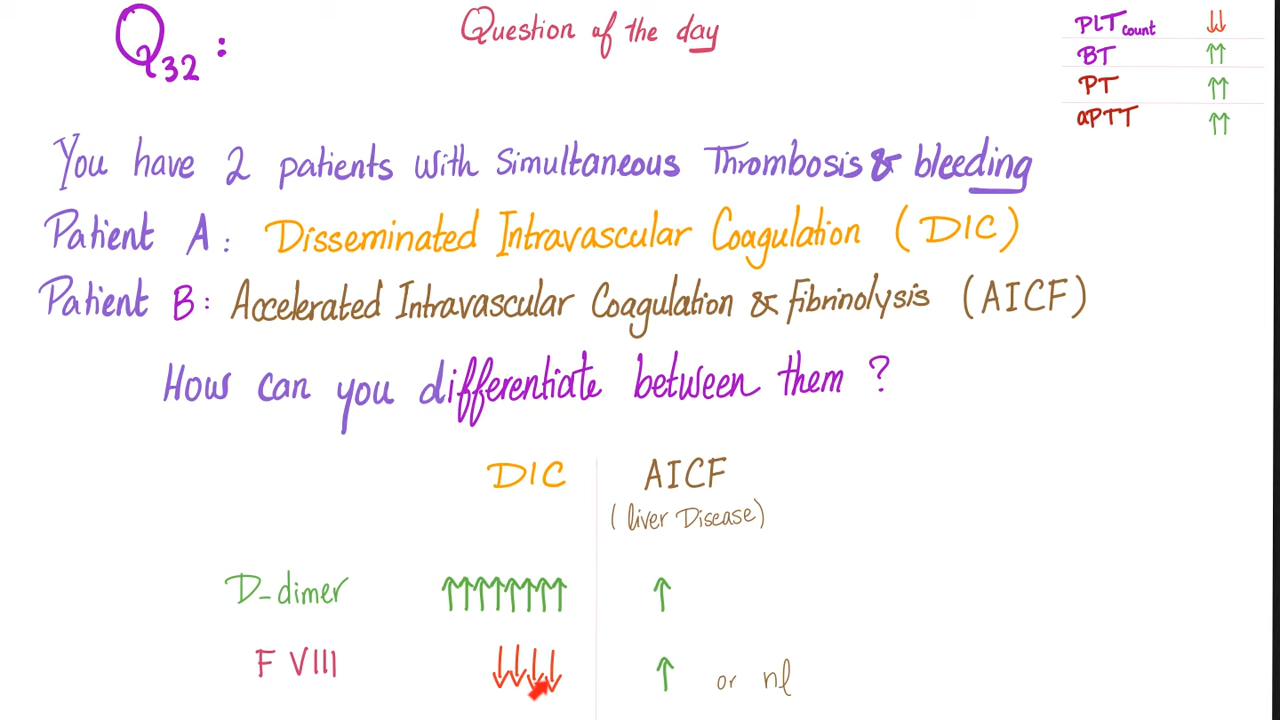 Q32:
Question of the day
PLT count ↓↓
BT ↑↑
PT ↑↑
aPTT ↑↑
You have 2 patients with Simultaneous Thrombosis & bleeding
Patient A: Disseminated Intravascular Coagulation (DIC)
Patient B: Accelerated Intravascular Coagulation & fibrinolysis (AICF)
How can you differentiate between them ?
DIC AICF
(liver Disease)
D-dimer ↑↑↑↑↑↑↑↑ ↑
F VIII ↓↓↓↓ ↑ or nl